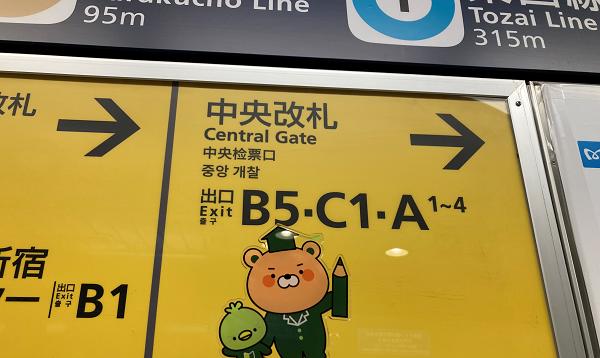 Line
95m
T
Tozai Line
315m
改札
中央改札
Central Gate
中央检票口
중앙 개찰
出口
Exit
출구
B5·C1·A1~4
新宿
出口
Exit
출구
B1